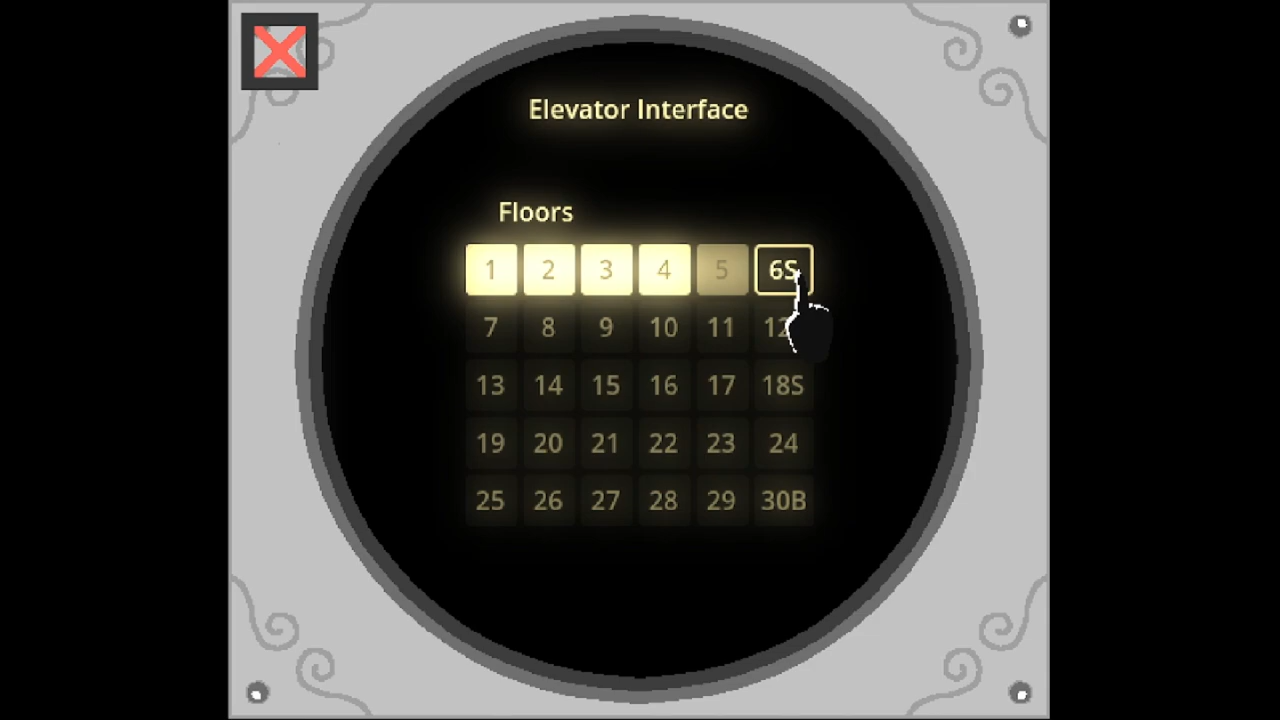 Elevator Interface
Floors
1 2 3 4 5 6S
7 8 9 10 11 12
13 14 15 16 17 18S
19 20 21 22 23 24
25 26 27 28 29 30B